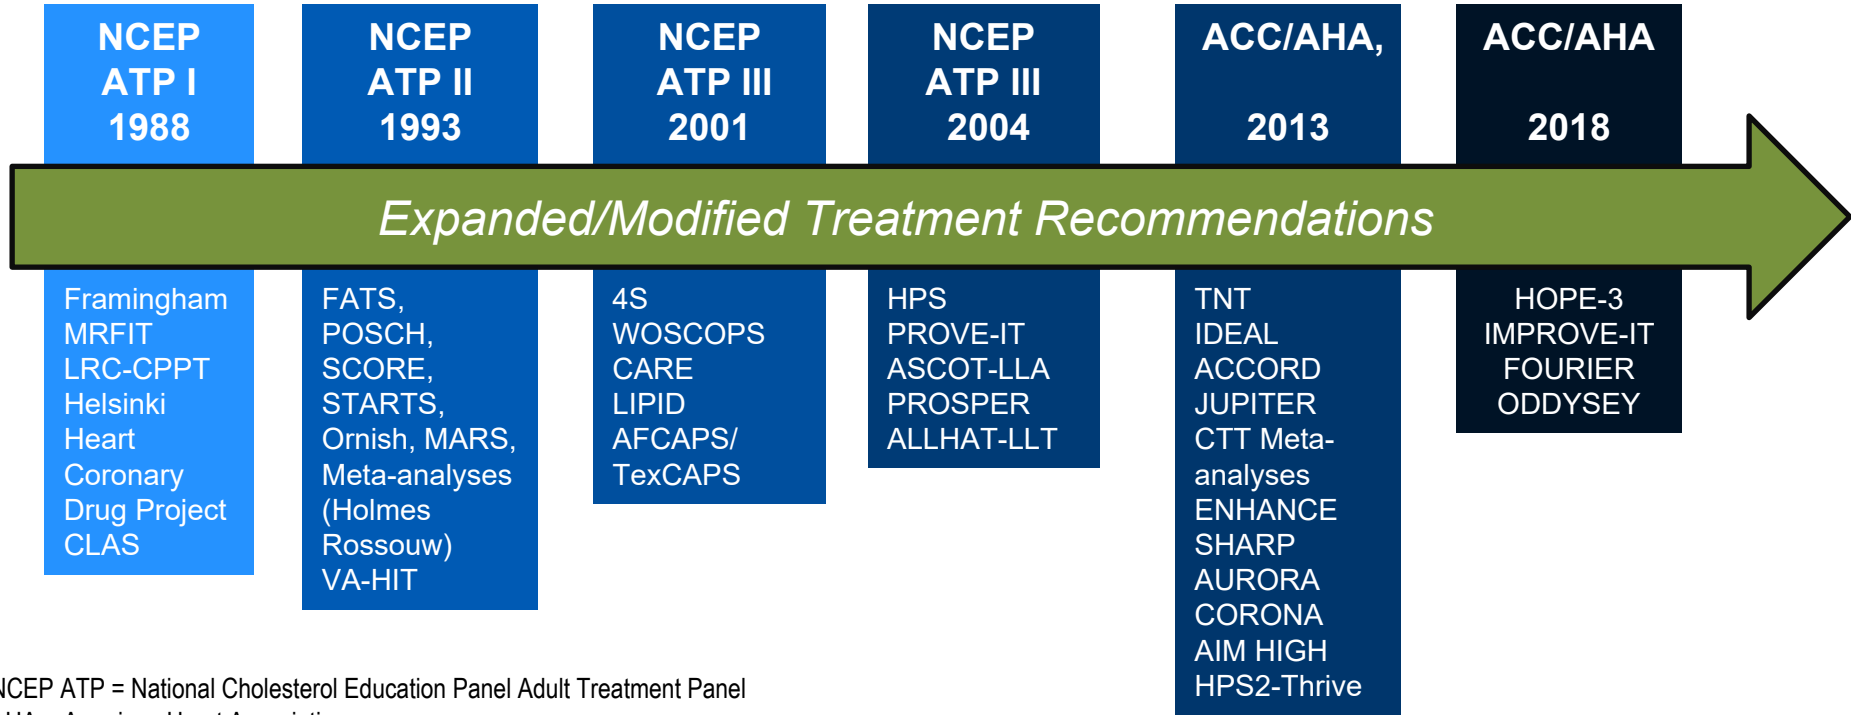 NCEP
ATP I
1988
NCEP
ATP II
1993
NCEP
ATP III
2001
NCEP
ATP III
2004
ACC/AHA,
2013
ACC/AHA
2018
Expanded/Modified Treatment Recommendations
Framingham
MRFIT
LRC-CPPT
Helsinki
Heart
Coronary
Drug Project
CLAS
FATS,
POSCH,
SCORE,
STARTS,
Ornish, MARS,
Meta-analyses
(Holmes
Rossouw)
VA-HIT
4S
WOSCOPS
CARE
LIPID
AFCAPS/
TexCAPS
HPS
PROVE-IT
ASCOT-LLA
PROSPER
ALLHAT-LLT
TNT
IDEAL
ACCORD
JUPITER
CTT Meta-
analyses
ENHANCE
SHARP
AURORA
CORONA
AIM HIGH
HPS2-Thrive
HOPE-3
IMPROVE-IT
FOURIER
ODDYSEY
NCEP ATP = National Cholesterol Education Panel Adult Treatment Panel